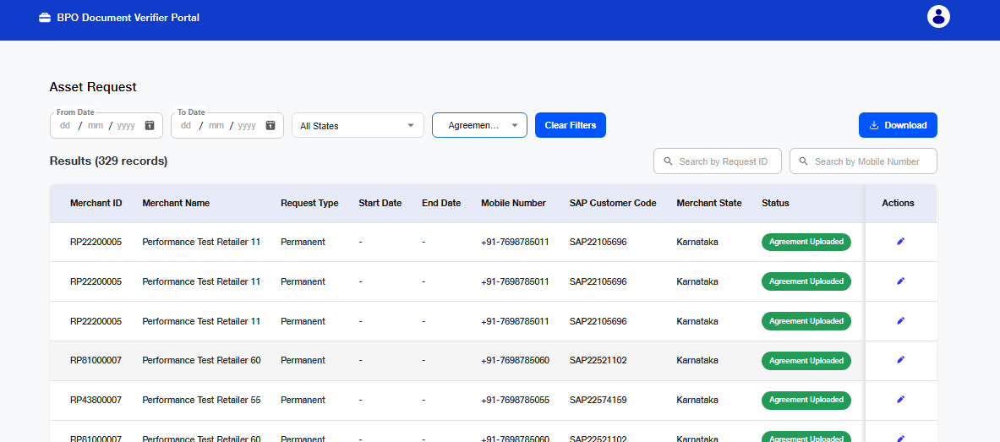 BPO Document Verifier Portal
Asset Request
From Date To Date
dd / mm / yyyy dd / mm / yyyy All States Agreemen... Clear Filters Download
Results (329 records) Search by Request ID Search by Mobile Number
Merchant ID Merchant Name Request Type Start Date End Date Mobile Number SAP Customer Code Merchant State Status Actions
RP22200005 Performance Test Retailer 11 Permanent - - +91-7698785011 SAP22105696 Karnataka Agreement Uploaded
RP22200005 Performance Test Retailer 11 Permanent - - +91-7698785011 SAP22105696 Karnataka Agreement Uploaded
RP22200005 Performance Test Retailer 11 Permanent - - +91-7698785011 SAP22105696 Karnataka Agreement Uploaded
RP81000007 Performance Test Retailer 60 Permanent - - +91-7698785060 SAP22521102 Karnataka Agreement Uploaded
RP43800007 Performance Test Retailer 55 Permanent - - +91-7698785055 SAP22574159 Karnataka Agreement Uploaded
RP81000007 Performance Test Retailer 60 Permanent - - +91-7698785060 SAP22521102 Karnataka Agreement Uploaded